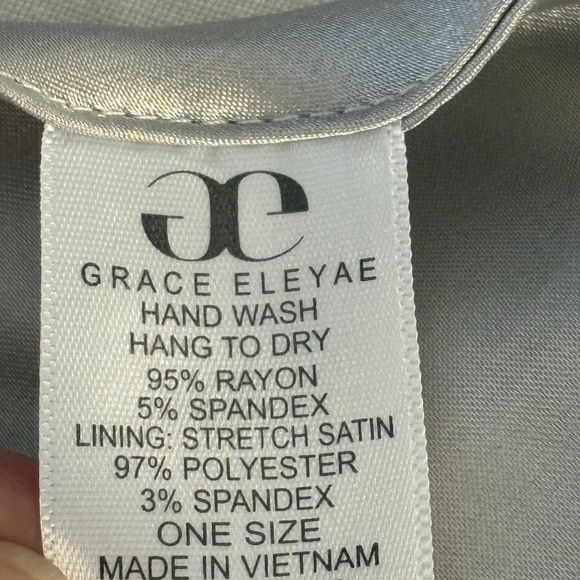 GRACE ELEYAE
HAND WASH
HANG TO DRY
95% RAYON
5% SPANDEX
LINING: STRETCH SATIN
97% POLYESTER
3% SPANDEX
ONE SIZE
MADE IN VIETNAM